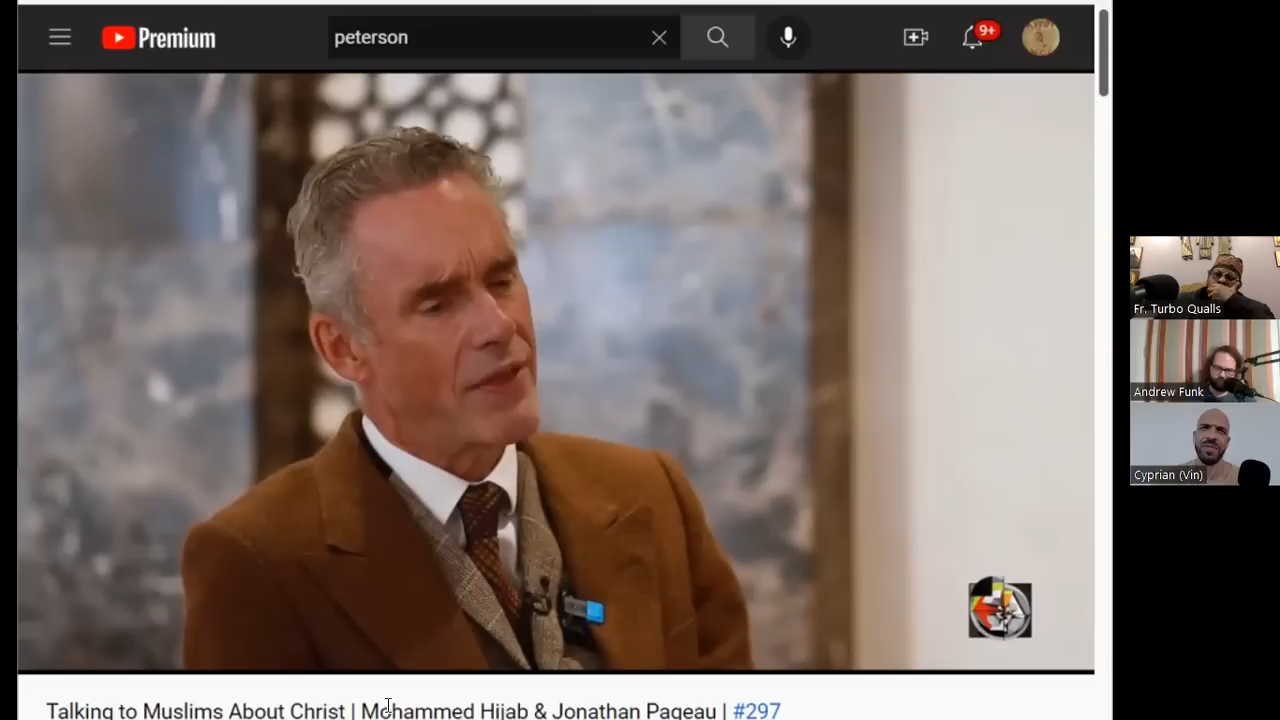 Premium
peterson
9+
Fr. Turbo Qualls
Andrew Funk
Cyprian (Vin)
Talking to Muslims About Christ | Mohammed Hijab & Jonathan Pageau | #297